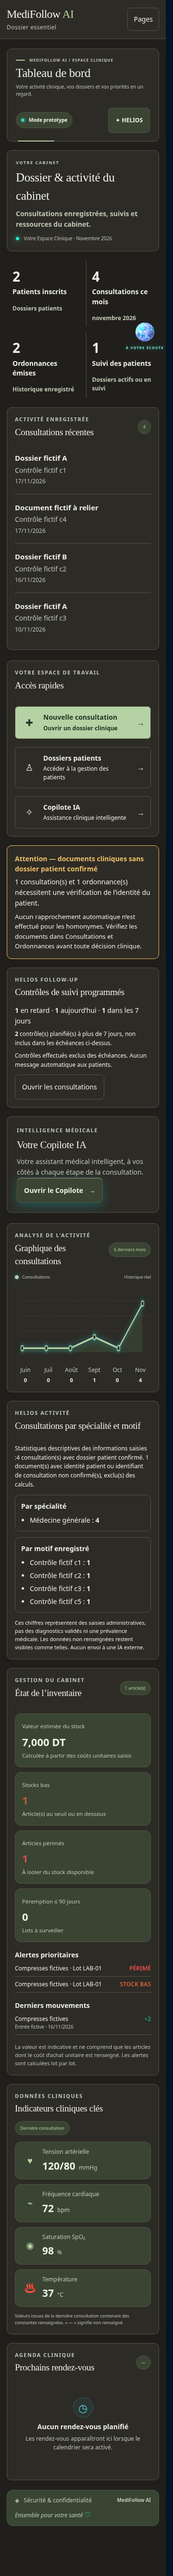 MediFollow AI
Dossier essentiel
Pages
MEDIFOLLOW AI / ESPACE CLINIQUE
Tableau de bord
Votre activité clinique, vos dossiers et vos priorités en un
regard.
Mode prototype
✦ HELIOS
VOTRE CABINET
Dossier & activité du
cabinet
Consultations enregistrées, suivis et
ressources du cabinet.
Votre Espace Clinique · Novembre 2026
2
Patients inscrits
Dossiers patients
4
Consultations ce
mois
novembre 2026
À VOTRE ÉCOUTE
2
Ordonnances
émises
Historique enregistré
1
Suivi des patients
Dossiers actifs ou en
suivi
ACTIVITÉ ENREGISTRÉE
Consultations récentes
4
Dossier fictif A
Contrôle fictif c1
17/11/2026
Document fictif à relier
Contrôle fictif c4
17/11/2026
Dossier fictif B
Contrôle fictif c2
16/11/2026
Dossier fictif A
Contrôle fictif c3
10/11/2026
VOTRE ESPACE DE TRAVAIL
Accès rapides
Nouvelle consultation
Ouvrir un dossier clinique
→
Dossiers patients
Accéder à la gestion des
patients
→
Copilote IA
Assistance clinique intelligente
→
Attention — documents cliniques sans
dossier patient confirmé
1 consultation(s) et 1 ordonnance(s)
nécessitent une vérification de l’identité du
patient.
Aucun rapprochement automatique n’est
effectué pour les homonymes. Vérifiez les
documents dans Consultations et
Ordonnances avant toute décision clinique.
HELIOS FOLLOW-UP
Contrôles de suivi programmés
1 en retard · 1 aujourd’hui · 1 dans les 7
jours
2 contrôle(s) planifié(s) à plus de 7 jours, non
inclus dans les échéances ci-dessus.
Contrôles effectués exclus des échéances. Aucun
message automatique aux patients.
Ouvrir les consultations
INTELLIGENCE MÉDICALE
Votre Copilote IA
Votre assistant médical intelligent, à vos
côtés à chaque étape de la consultation.
Ouvrir le Copilote →
ANALYSE DE L’ACTIVITÉ
Graphique des
consultations
6 derniers mois
Consultations
Historique réel
Juin Juil Août Sept Oct Nov
0 0 0 1 0 4
HELIOS ACTIVITÉ
Consultations par spécialité et motif
Statistiques descriptives des informations saisies
:4 consultation(s) avec dossier patient confirmé. 1
document(s) avec identité patient ou identifiant
de consultation non confirmé(s), exclu(s) des
calculs.
Par spécialité
• Médecine générale : 4
Par motif enregistré
• Contrôle fictif c1 : 1
• Contrôle fictif c2 : 1
• Contrôle fictif c3 : 1
• Contrôle fictif c5 : 1
Ces chiffres représentent des saisies administratives,
pas des diagnostics validés ni une prévalence
médicale. Les données non renseignées restent
visibles comme telles. Aucun envoi à une IA externe.
GESTION DU CABINET
État de l’inventaire
1 article(s)
Valeur estimée du stock
7,000 DT
Calculée à partir des coûts unitaires saisis
Stocks bas
1
Article(s) au seuil ou en dessous
Articles périmés
1
À isoler du stock disponible
Péremption ≤ 90 jours
0
Lots à surveiller
Alertes prioritaires
Compresses fictives · Lot LAB-01 PÉRIMÉ
Compresses fictives · Lot LAB-01 STOCK BAS
Derniers mouvements
Compresses fictives +2
Entrée fictive · 16/11/2026
La valeur est indicative et ne comprend que les articles
dont le coût d’achat unitaire est renseigné. Les alertes
sont calculées lot par lot.
DONNÉES CLINIQUES
Indicateurs cliniques clés
Dernière consultation
Tension artérielle
120/80 mmHg
Fréquence cardiaque
72 bpm
Saturation SpO₂
98 %
Température
37 °C
Valeurs issues de la dernière consultation contenant des
constantes renseignées. « — » signifie non renseigné.
AGENDA CLINIQUE
Prochains rendez-vous
—
Aucun rendez-vous planifié
Les rendez-vous apparaîtront ici lorsque le
calendrier sera activé.
Sécurité & confidentialité
MediFollow AI
Ensemble pour votre santé ♡